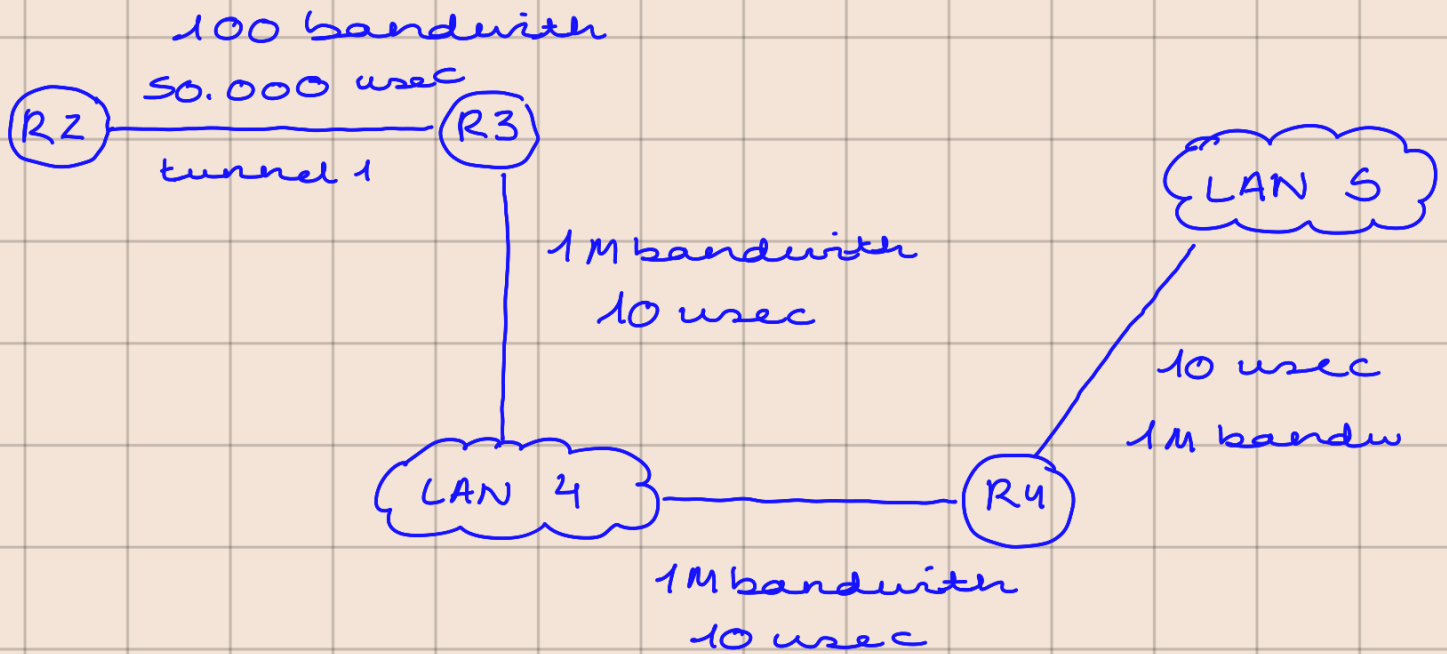 100 bandwith
50.000 usec
R2
R3
tunnel 1
LAN 5
1M bandwith
10 usec
10 usec
1M bandw
LAN 4
R4
1M bandwith
10 usec